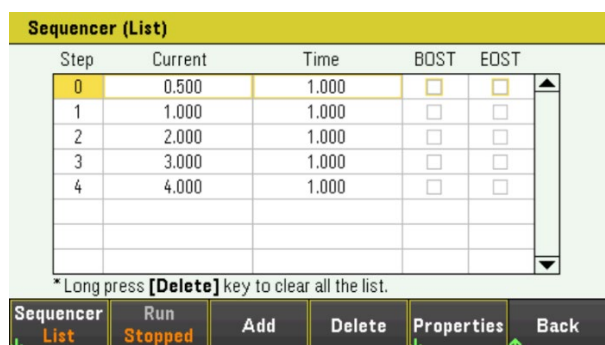 Sequencer (List)
Step Current Time BOST EOST
0 0.500 1.000
1 1.000 1.000
2 2.000 1.000
3 3.000 1.000
4 4.000 1.000
*Long press [Delete] key to clear all the list.
Sequencer Run Add Delete Properties Back
List Stopped